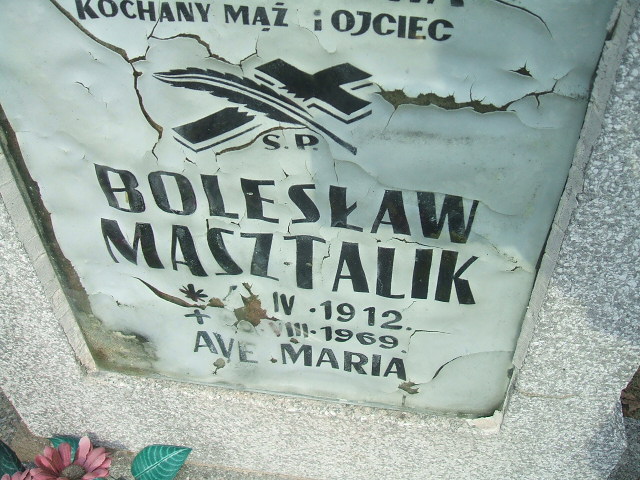 KOCHANY MĄŻ i OJCIEC
Ś.P.
BOLESŁAW
MASZTALIK
* IV · 1912.
+ VIII · 1969.
AVE MARIA